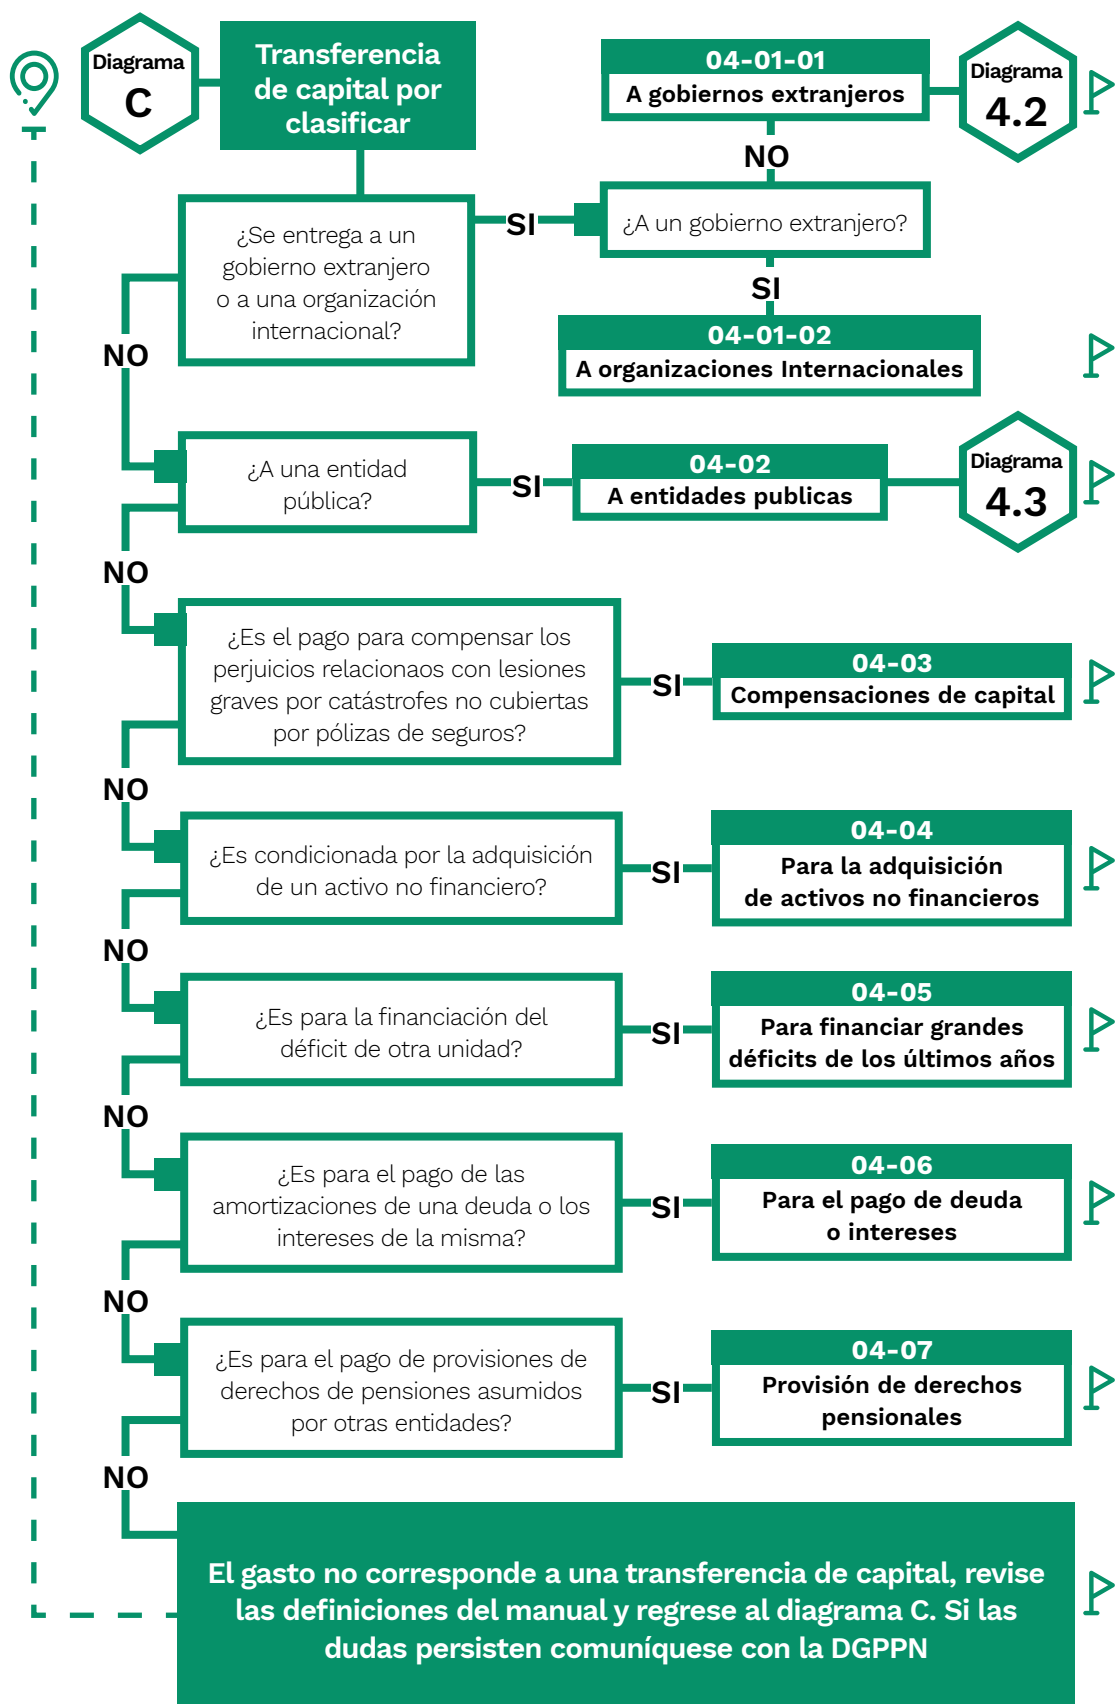 Diagrama
C
Transferencia
de capital por
clasificar
04-01-01
A gobiernos extranjeros
Diagrama
4.2
NO
¿Se entrega a un
gobierno extranjero
o a una organización
internacional?
SI
¿A un gobierno extranjero?
SI
04-01-02
A organizaciones Internacionales
NO
¿A una entidad
pública?
SI
04-02
A entidades publicas
Diagrama
4.3
NO
¿Es el pago para compensar los
perjuicios relacionaos con lesiones
graves por catástrofes no cubiertas
por pólizas de seguros?
SI
04-03
Compensaciones de capital
NO
¿Es condicionada por la adquisición
de un activo no financiero?
SI
04-04
Para la adquisición
de activos no financieros
NO
¿Es para la financiación del
déficit de otra unidad?
SI
04-05
Para financiar grandes
déficits de los últimos años
NO
¿Es para el pago de las
amortizaciones de una deuda o los
intereses de la misma?
SI
04-06
Para el pago de deuda
o intereses
NO
¿Es para el pago de provisiones de
derechos de pensiones asumidos
por otras entidades?
SI
04-07
Provisión de derechos
pensionales
NO
El gasto no corresponde a una transferencia de capital, revise
las definiciones del manual y regrese al diagrama C. Si las
dudas persisten comuníquese con la DGPPN